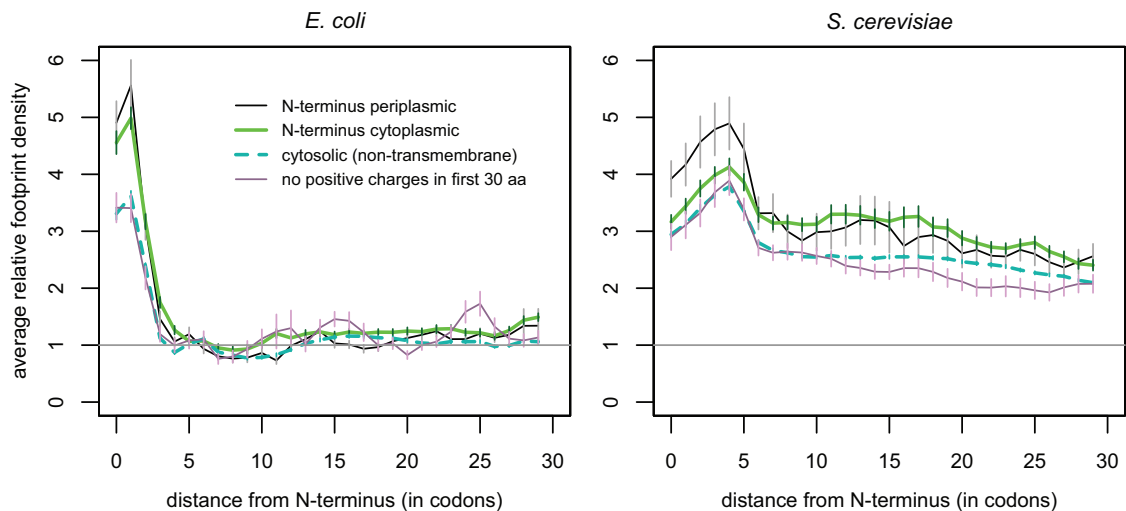 E. coli
S. cerevisiae
average relative footprint density
6
5
4
3
2
1
0
N-terminus periplasmic
N-terminus cytoplasmic
cytosolic (non-transmembrane)
no positive charges in first 30 aa
0 5 10 15 20 25 30
distance from N-terminus (in codons)
6
5
4
3
2
1
0
0 5 10 15 20 25 30
distance from N-terminus (in codons)